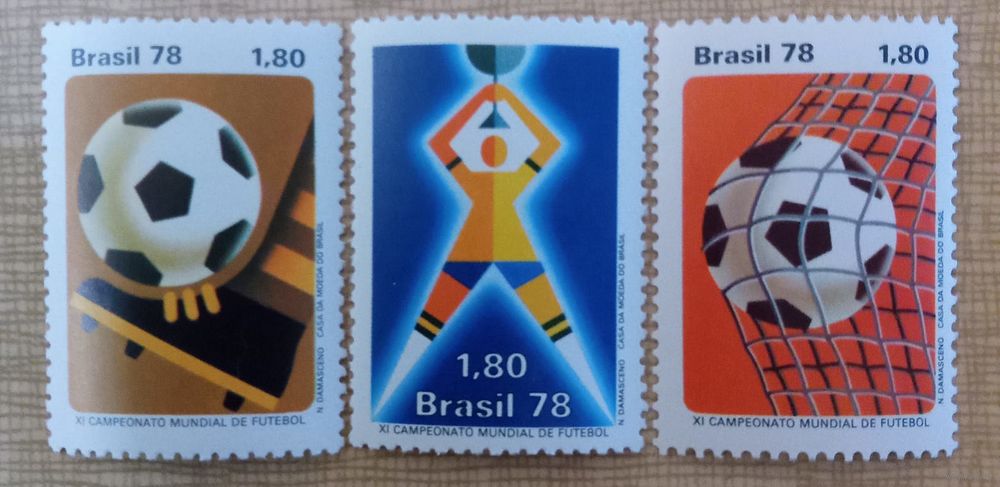 Brasil 78 1,80
N. DAMASCENO CASA DA MOEDA DO BRASIL
XI CAMPEONATO MUNDIAL DE FUTEBOL
1,80
Brasil 78
N. DAMASCENO CASA DA MOEDA DO BRASIL
XI CAMPEONATO MUNDIAL DE FUTEBOL
Brasil 78 1,80
N. DAMASCENO CASA DA MOEDA DO BRASIL
XI CAMPEONATO MUNDIAL DE FUTEBOL